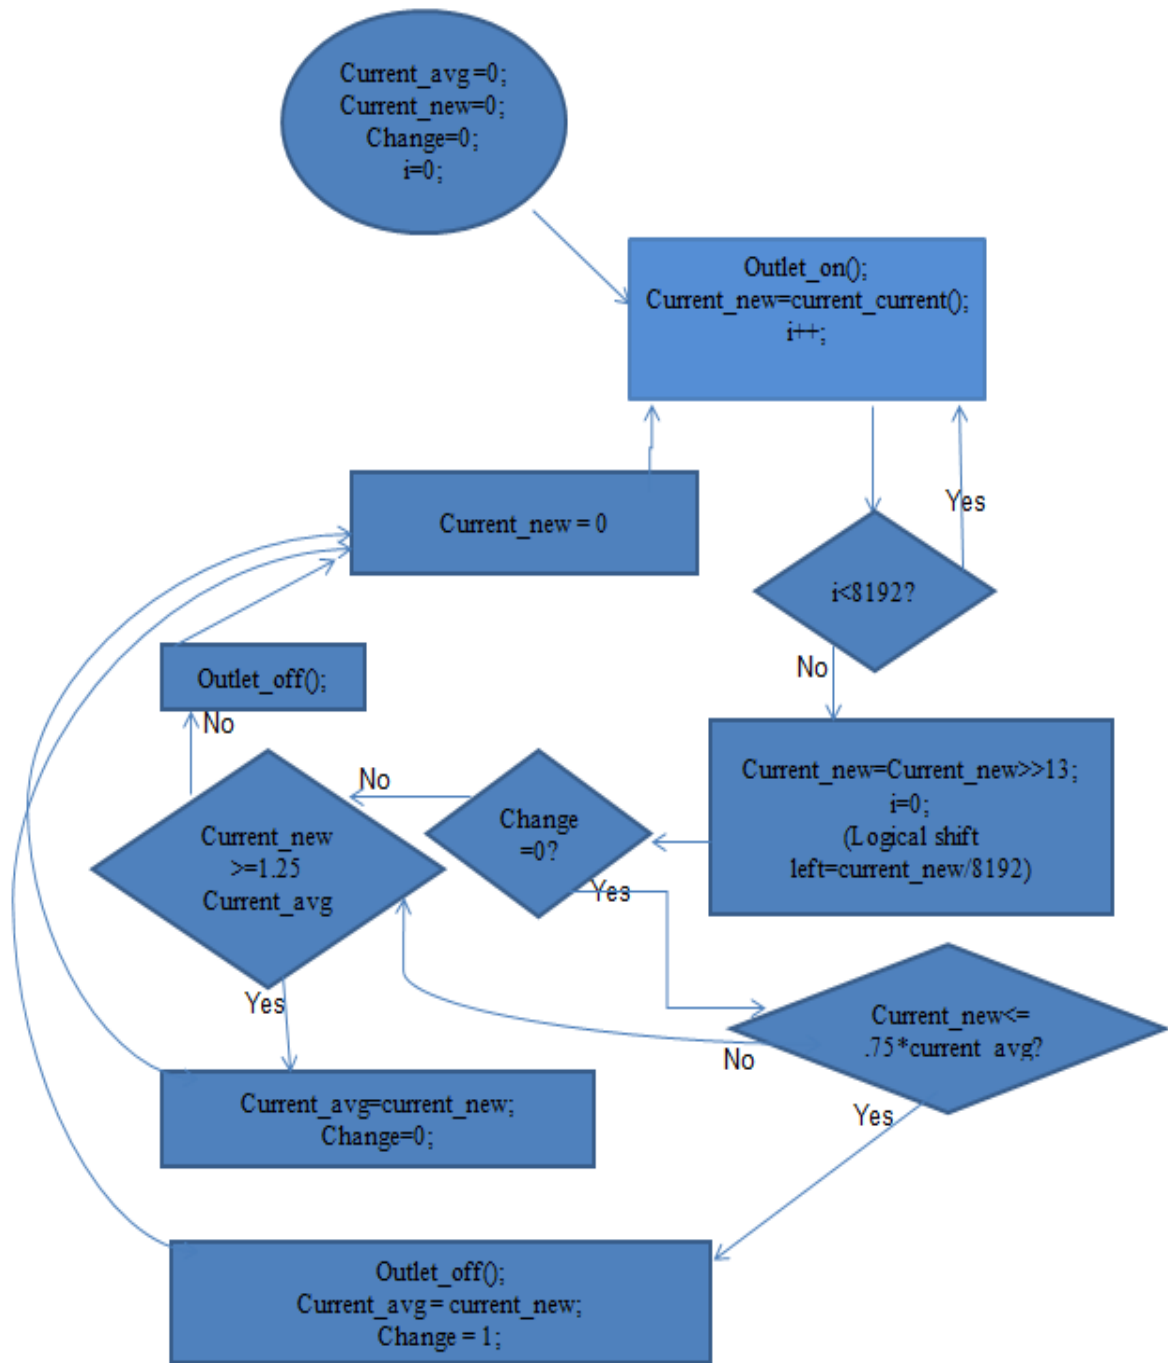 Current_avg =0;
Current_new=0;
Change=0;
i=0;
Outlet_on();
Current_new=current_current();
i++;
Current_new = 0
Yes
i<8192?
No
Outlet_off();
No
Current_new=Current_new>>13;
i=0;
(Logical shift
left=current_new/8192)
No
Change
=0?
Yes
Current_new
>=1.25
Current_avg
Yes
Current_new<=
.75*current_avg?
No
Yes
Current_avg=current_new;
Change=0;
Outlet_off();
Current_avg = current_new;
Change = 1;